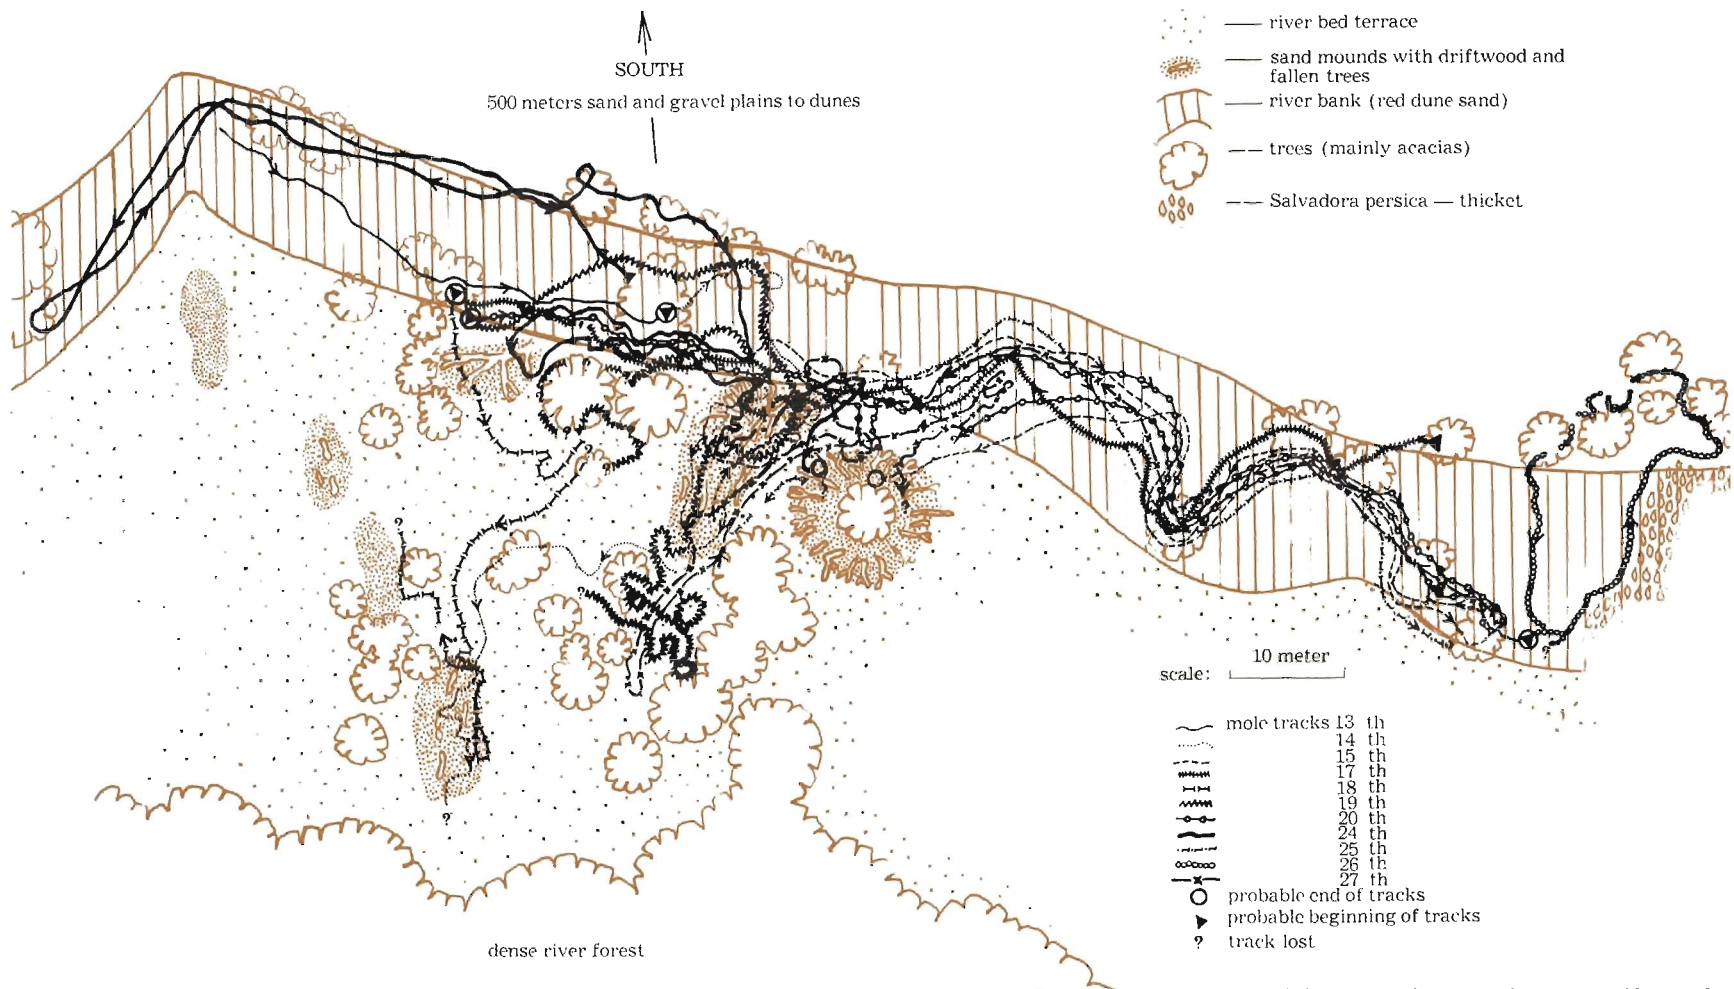 SOUTH
500 meters sand and gravel plains to dunes
river bed terrace
sand mounds with driftwood and
fallen trees
river bank (red dune sand)
trees (mainly acacias)
Salvadora persica — thicket
?
?
?
?
?
?
?
scale:
10 meter
mole tracks 13 th
14 th
15 th
17 th
18 th
19 th
20 th
24 th
25 th
26 th
27 th
probable end of tracks
probable beginning of tracks
? track lost
dense river forest